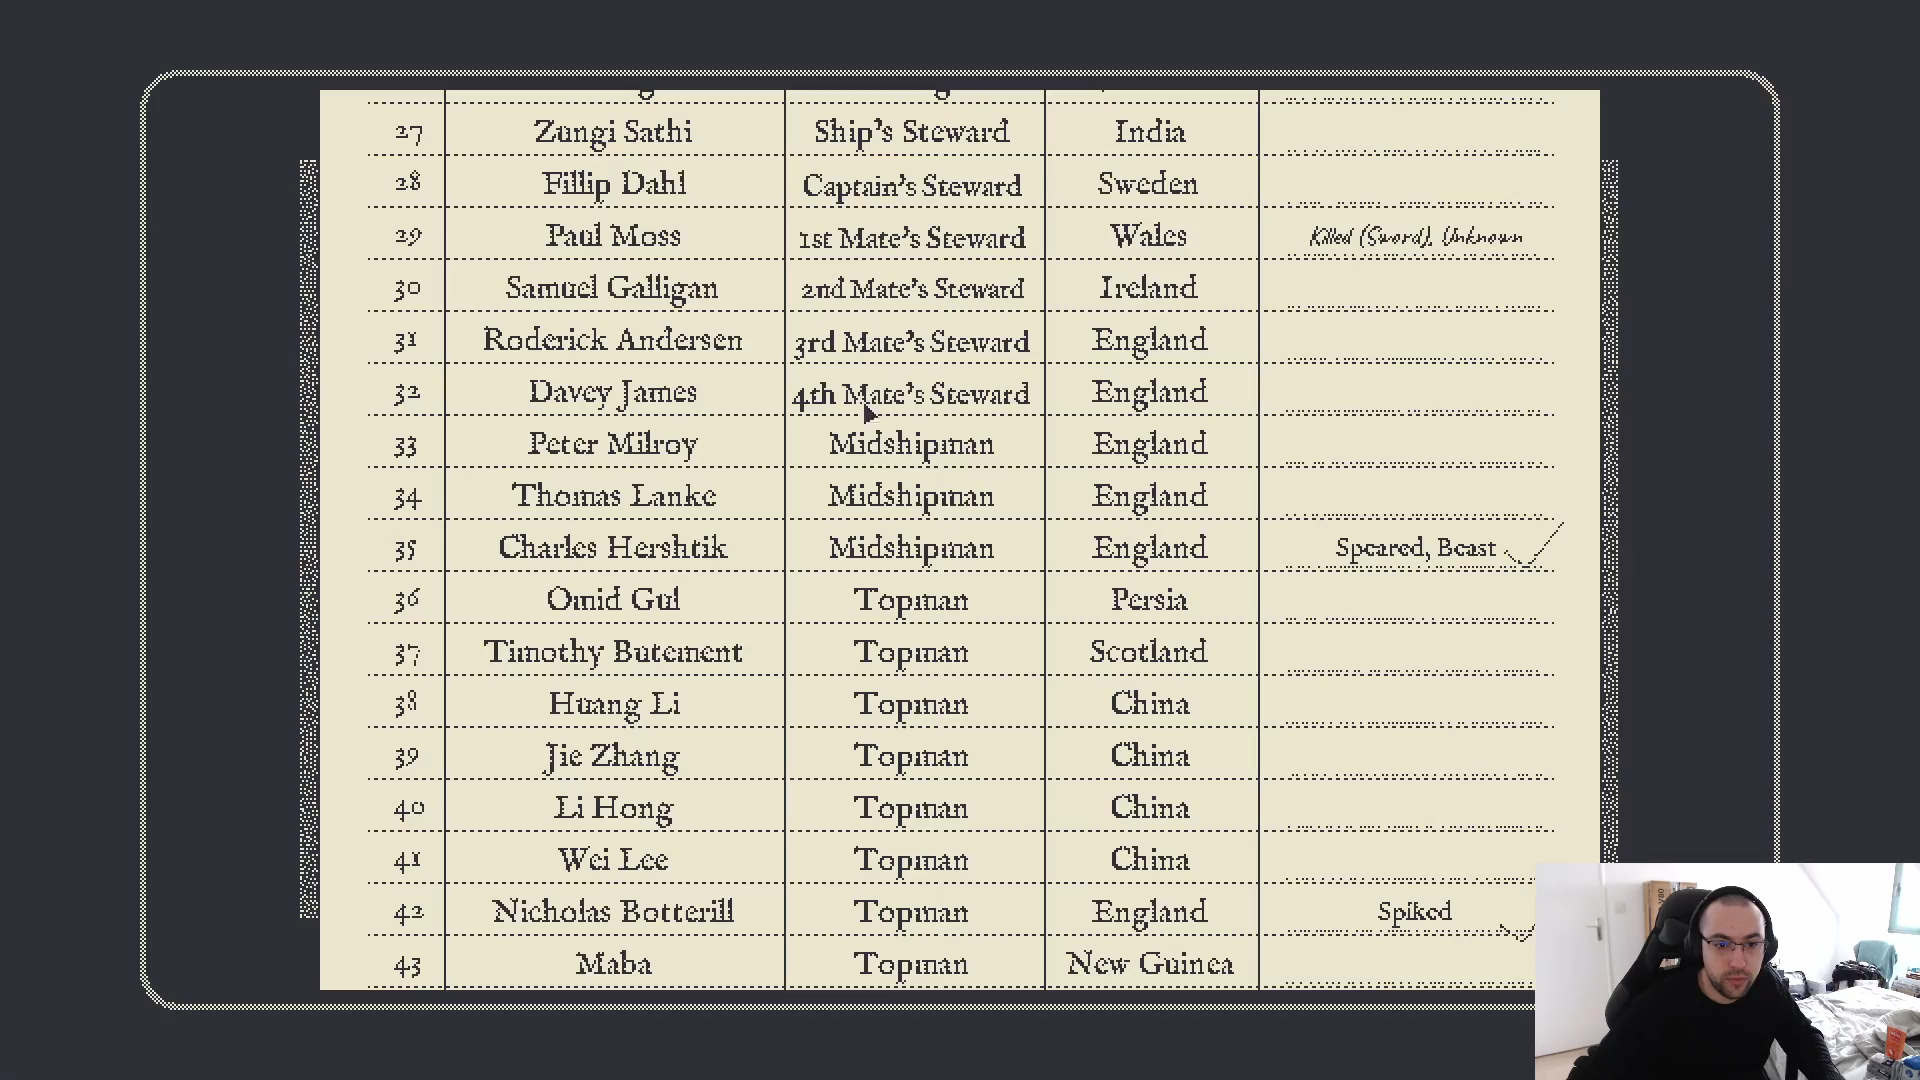 27 Zungi Sathi Ship's Steward India
28 Fillip Dahl Captain's Steward Sweden
29 Paul Moss 1st Mate's Steward Wales Killed (Sword), Unknown
30 Samuel Galligan 2nd Mate's Steward Ireland
31 Roderick Andersen 3rd Mate's Steward England
32 Davey James 4th Mate's Steward England
33 Peter Milroy Midshipman England
34 Thomas Lanke Midshipman England
35 Charles Hershtik Midshipman England Speared, Beast
36 Omid Gul Topman Persia
37 Timothy Butement Topman Scotland
38 Huang Li Topman China
39 Jie Zhang Topman China
40 Li Hong Topman China
41 Wei Lee Topman China
42 Nicholas Botterill Topman England Spiked
43 Maba Topman New Guinea